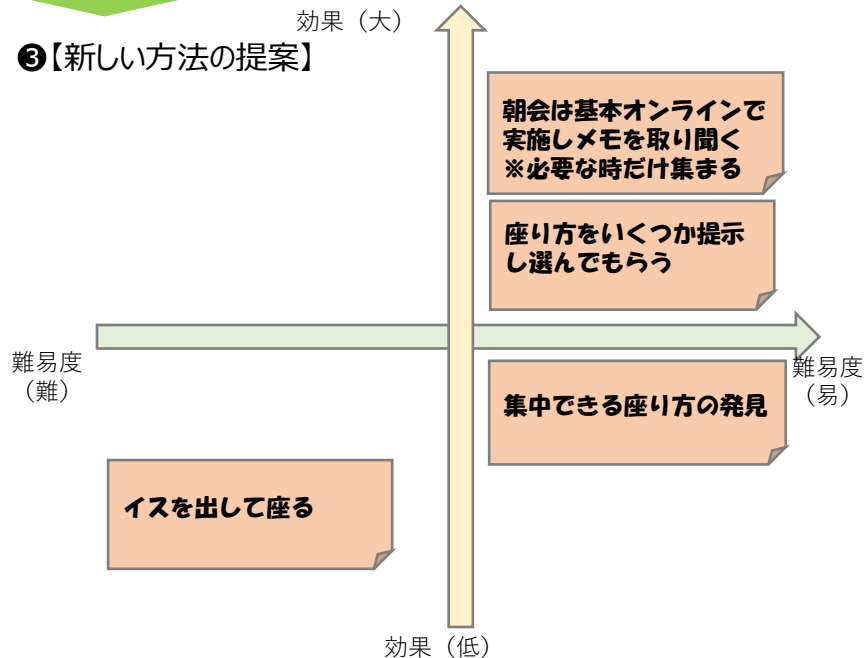 効果（大）
❸【新しい方法の提案】
朝会は基本オンラインで
実施しメモを取り聞く
※必要な時だけ集まる
座り方をいくつか提示
し選んでもらう
難易度
（難）
難易度
（易）
集中できる座り方の発見
イスを出して座る
効果（低）